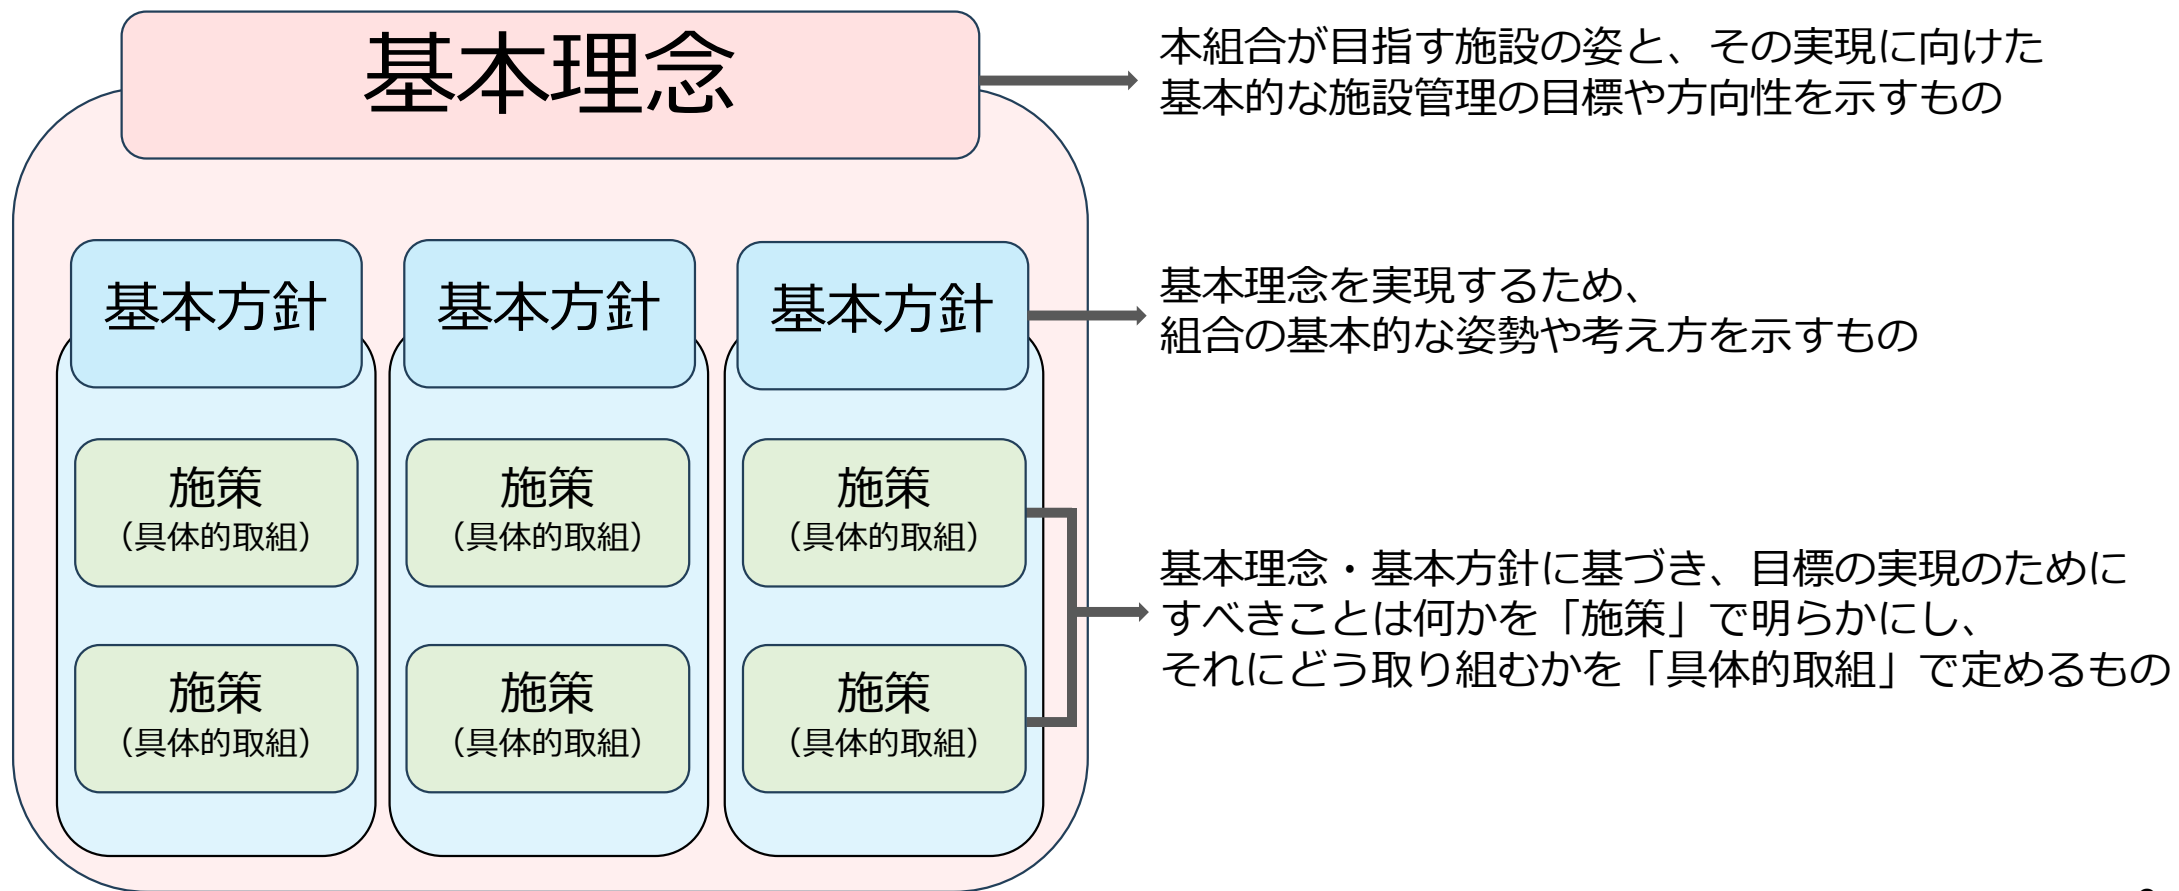 基本理念
本組合が目指す施設の姿と、その実現に向けた
基本的な施設管理の目標や方向性を示すもの
基本方針
基本方針
基本方針
基本理念を実現するため、
組合の基本的な姿勢や考え方を示すもの
施策
（具体的取組）
施策
（具体的取組）
施策
（具体的取組）
施策
（具体的取組）
施策
（具体的取組）
施策
（具体的取組）
基本理念・基本方針に基づき、目標の実現のために
すべきことは何かを「施策」で明らかにし、
それにどう取り組むかを「具体的取組」で定めるもの